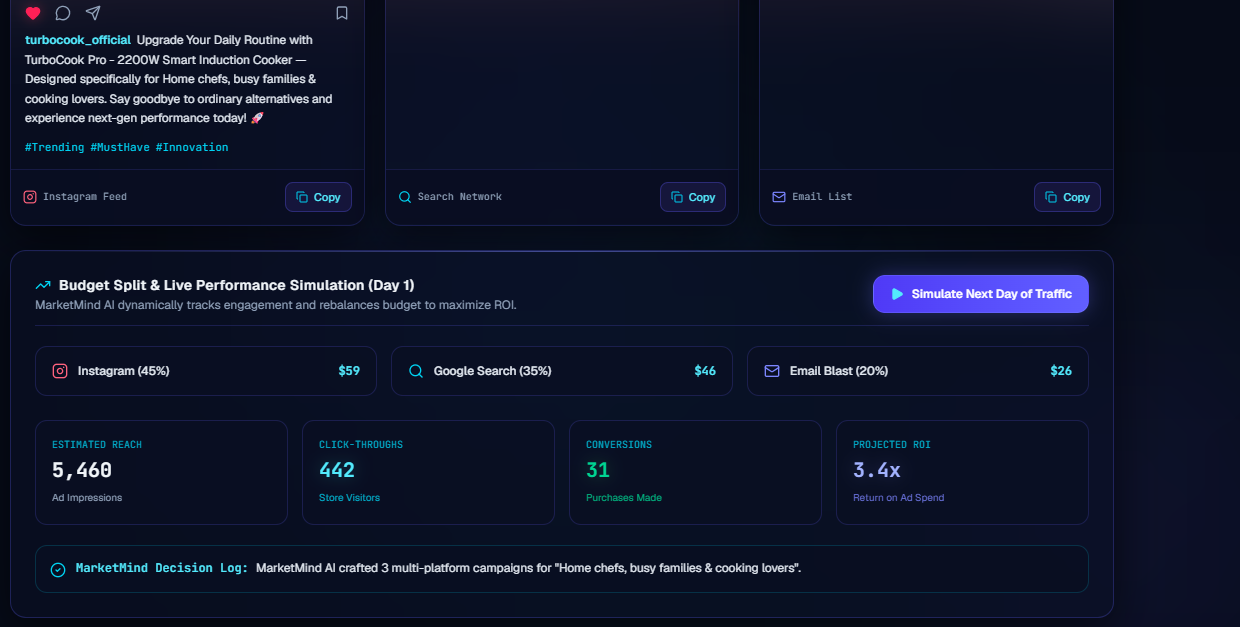 turbocook_official Upgrade Your Daily Routine with
TurboCook Pro - 2200W Smart Induction Cooker —
Designed specifically for Home chefs, busy families &
cooking lovers. Say goodbye to ordinary alternatives and
experience next-gen performance today! 🚀
#Trending #MustHave #Innovation
Instagram Feed
Copy
Search Network
Copy
Email List
Copy
Budget Split & Live Performance Simulation (Day 1)
MarketMind AI dynamically tracks engagement and rebalances budget to maximize ROI.
Simulate Next Day of Traffic
Instagram (45%)
$59
Google Search (35%)
$46
Email Blast (20%)
$26
ESTIMATED REACH
5,460
Ad Impressions
CLICK-THROUGHS
442
Store Visitors
CONVERSIONS
31
Purchases Made
PROJECTED ROI
3.4x
Return on Ad Spend
MarketMind Decision Log: MarketMind AI crafted 3 multi-platform campaigns for "Home chefs, busy families & cooking lovers".